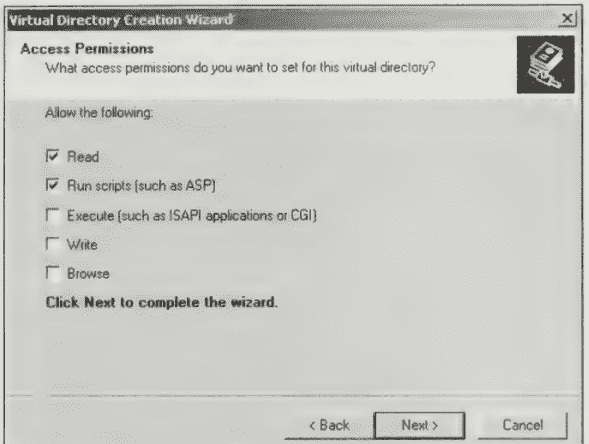 Virtual Directory Creation Wizard
Access Permissions
What access permissions do you want to set for this virtual directory?
Allow the following:
Read
Run scripts (such as ASP)
Execute (such as ISAPI applications or CGI)
Write
Browse
Click Next to complete the wizard.
< Back Next > Cancel